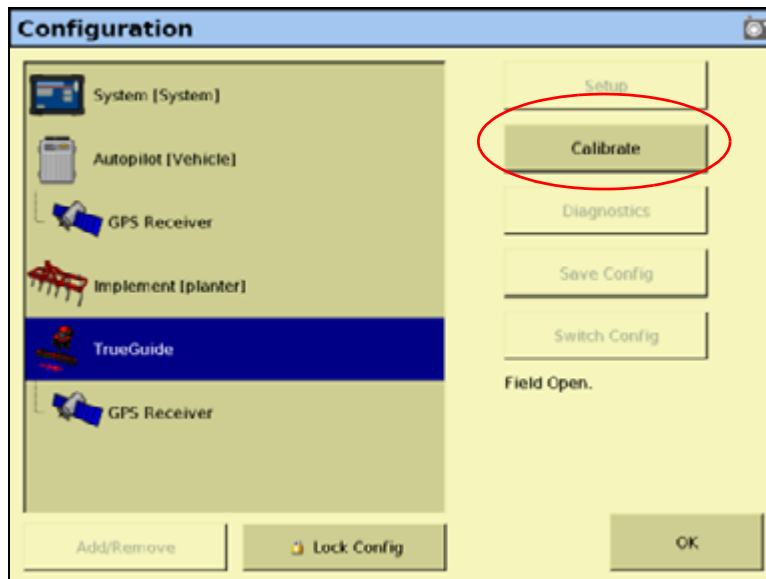 Configuration
System [System]
Autopilot [Vehicle]
GPS Receiver
Implement [planter]
TrueGuide
GPS Receiver
Add/Remove
Lock Config
Setup
Calibrate
Diagnostics
Save Config
Switch Config
Field Open.
OK